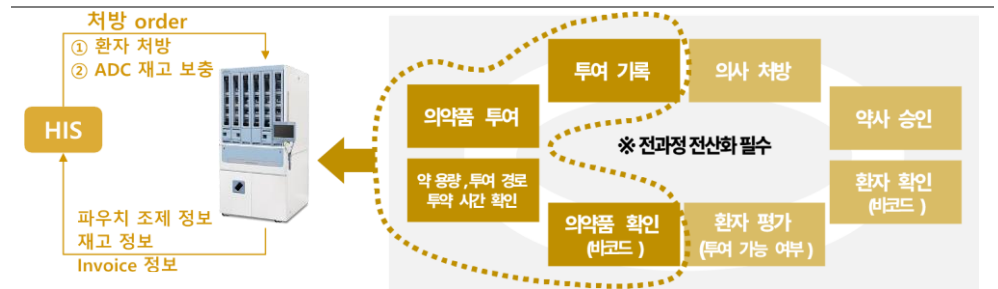 처방 order
① 환자 처방
② ADC 재고 보충
HIS
파우치 조제 정보
재고 정보
Invoice 정보
투여 기록
의사 처방
의약품 투여
약사 승인
※ 전과정 전산화 필수
약 용량 , 투여 경로
투약 시간 확인
환자 확인
(바코드 )
의약품 확인
(바코드 )
환자 평가
(투여 가능 여부 )